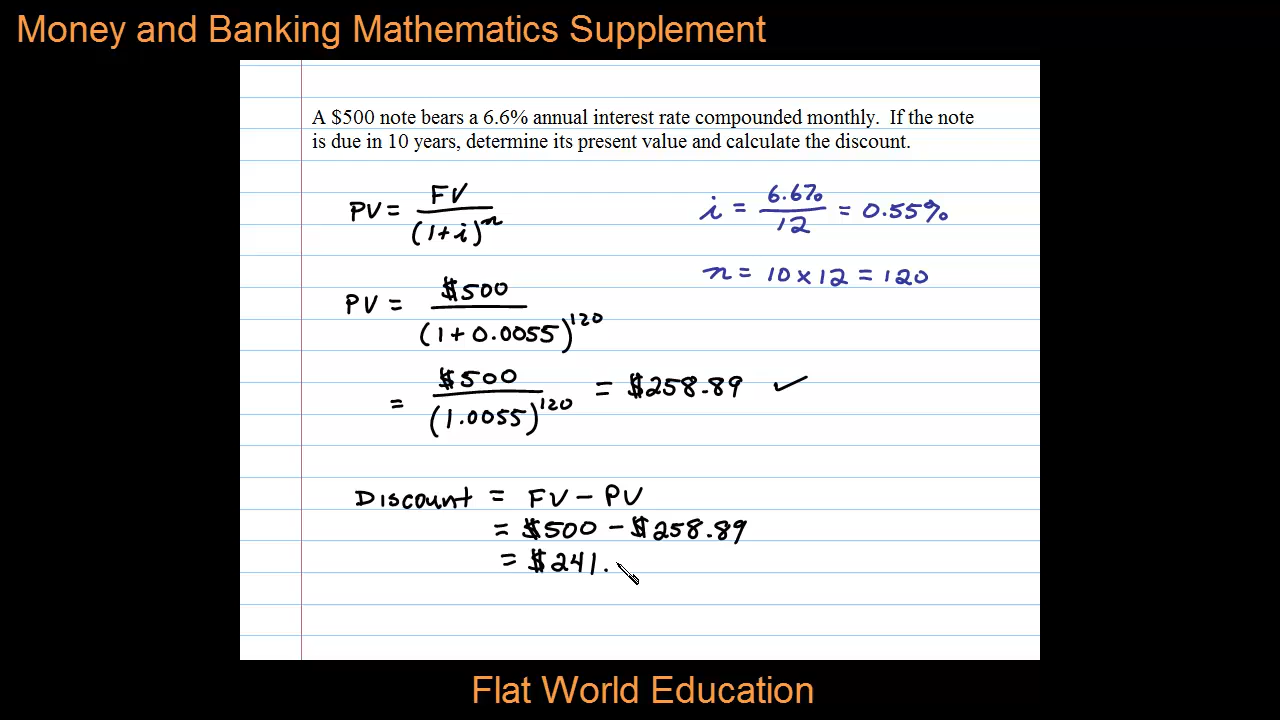 Money and Banking Mathematics Supplement
A $500 note bears a 6.6% annual interest rate compounded monthly. If the note
is due in 10 years, determine its present value and calculate the discount.
PV = FV / (1+i)^n
i = 6.6% / 12 = 0.55%
n = 10 × 12 = 120
PV = $500 / (1 + 0.0055)^120
= $500 / (1.0055)^120 = $258.89 ✓
Discount = FV − PV
= $500 − $258.89
= $241.
Flat World Education